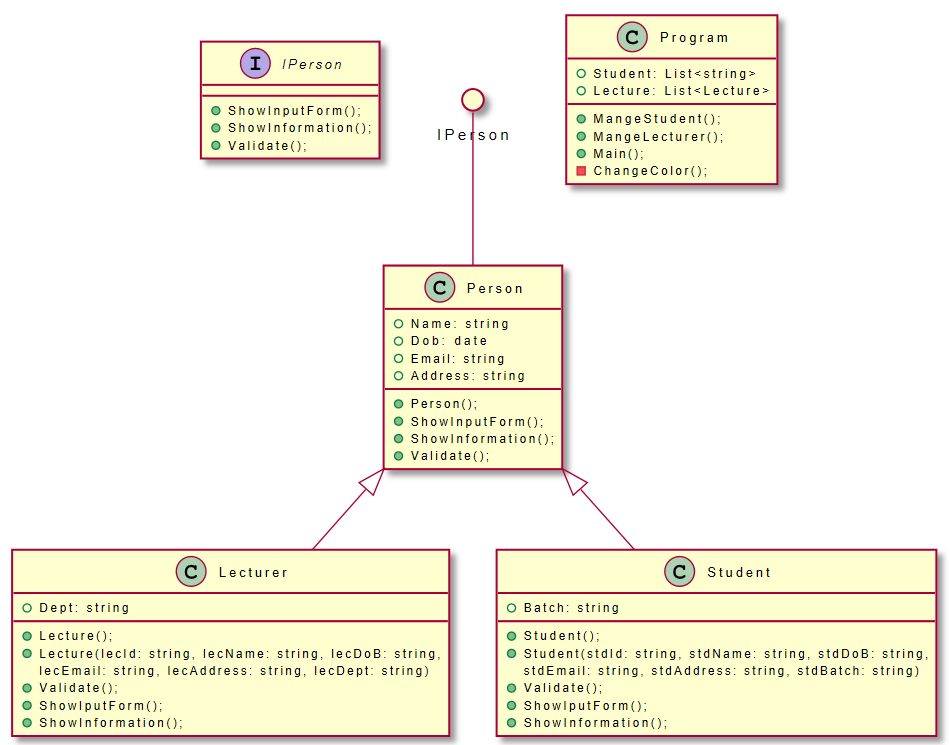 I IPerson
ShowInputForm();
ShowInformation();
Validate();
IPerson
C Program
Student: List<string>
Lecture: List<Lecture>
MangeStudent();
MangeLecturer();
Main();
ChangeColor();
C Person
Name: string
Dob: date
Email: string
Address: string
Person();
ShowInputForm();
ShowInformation();
Validate();
C Lecturer
Dept: string
Lecture();
Lecture(lecId: string, lecName: string, lecDoB: string,
lecEmail: string, lecAddress: string, lecDept: string)
Validate();
ShowIputForm();
ShowInformation();
C Student
Batch: string
Student();
Student(stdId: string, stdName: string, stdDoB: string,
stdEmail: string, stdAddress: string, stdBatch: string)
Validate();
ShowIputForm();
ShowInformation();